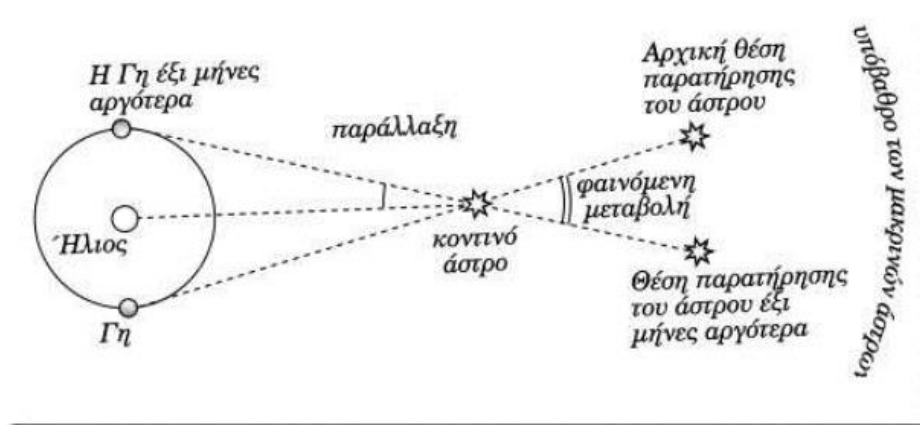 Η Γη έξι μήνες
αργότερα
παράλλαξη
Ήλιος
Γη
κοντινό
άστρο
Αρχική θέση
παρατήρησης
του άστρου
φαινόμενη
μεταβολή
Θέση παρατήρησης
του άστρου έξι
μήνες αργότερα
υπόβαθρο των μακρινών άστρων